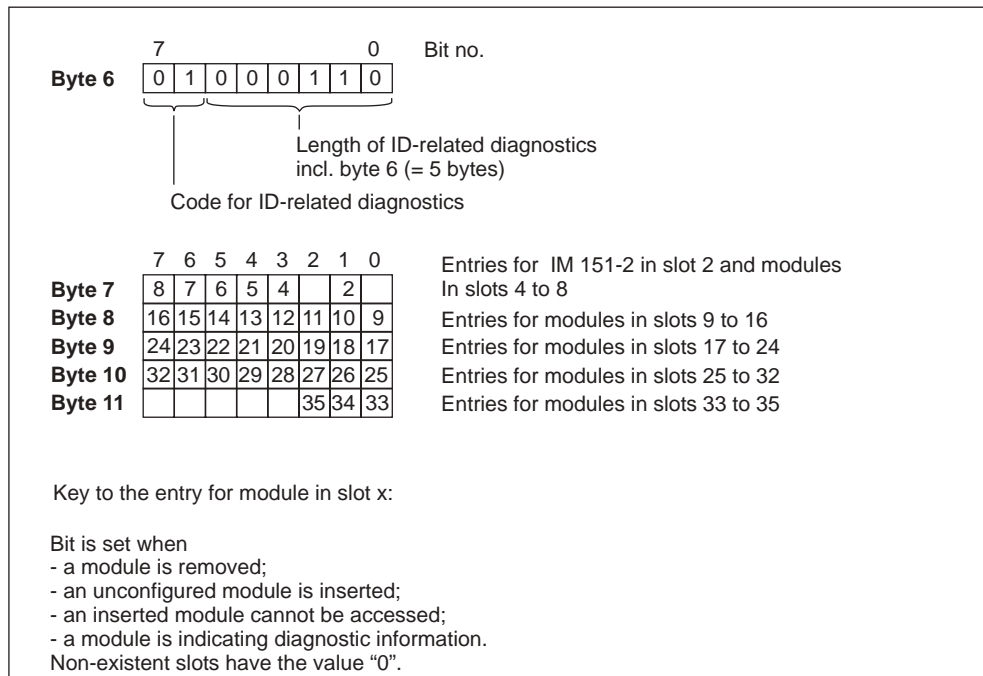 7 0 Bit no.
Byte 6 0 1 0 0 0 1 1 0
Length of ID-related diagnostics
incl. byte 6 (= 5 bytes)
Code for ID-related diagnostics
7 6 5 4 3 2 1 0
Entries for IM 151-2 in slot 2 and modules
Byte 7 8 7 6 5 4 2 In slots 4 to 8
Byte 8 16 15 14 13 12 11 10 9 Entries for modules in slots 9 to 16
Byte 9 24 23 22 21 20 19 18 17 Entries for modules in slots 17 to 24
Byte 10 32 31 30 29 28 27 26 25 Entries for modules in slots 25 to 32
Byte 11 35 34 33 Entries for modules in slots 33 to 35
Key to the entry for module in slot x:
Bit is set when
- a module is removed;
- an unconfigured module is inserted;
- an inserted module cannot be accessed;
- a module is indicating diagnostic information.
Non-existent slots have the value “0”.